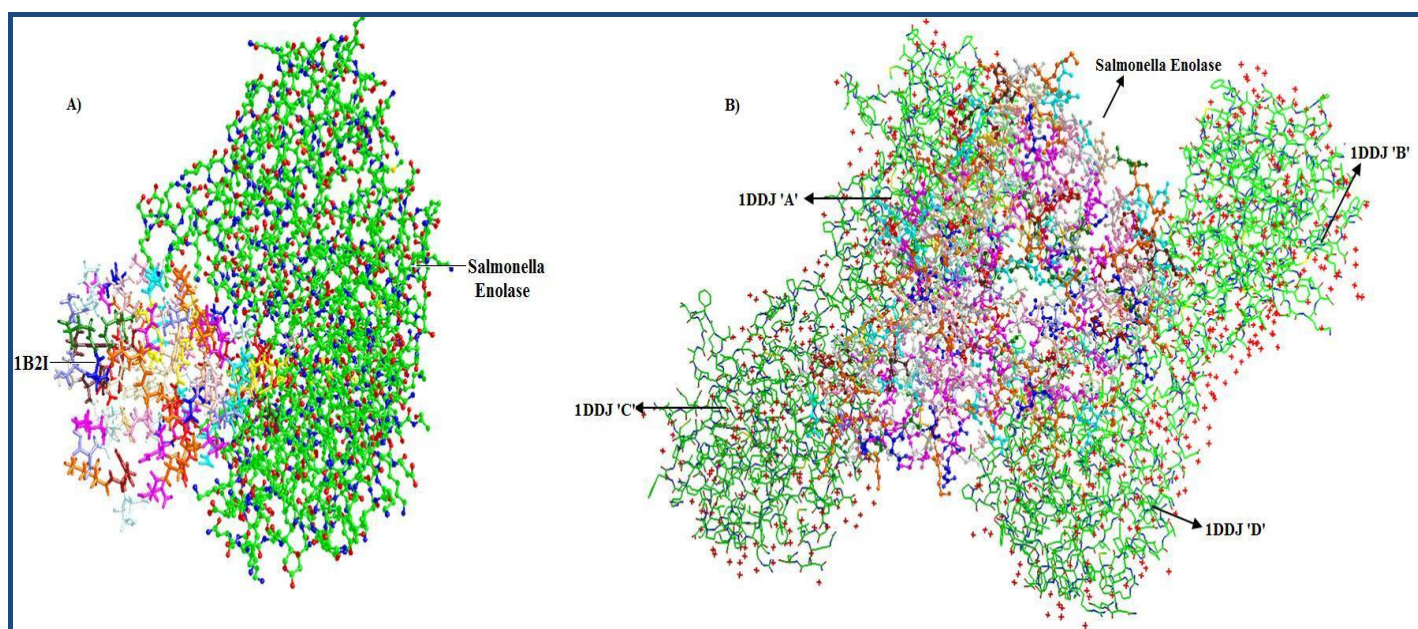 A)
Salmonella
Enolase
1B2I
B)
Salmonella Enolase
1DDJ 'B'
1DDJ 'A'
1DDJ 'C'
1DDJ 'D'